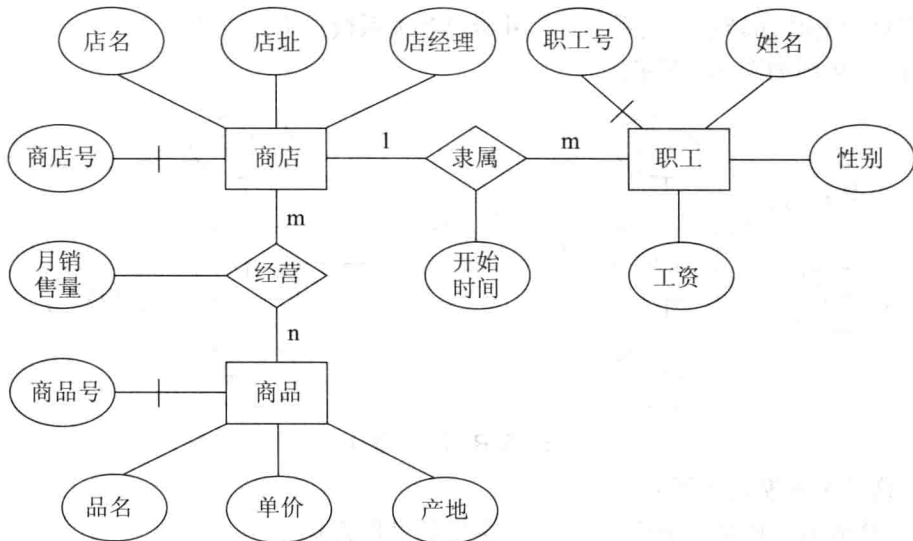 店名
店址
店经理
职工号
姓名
商店号
商店
l
隶属
m
职工
性别
m
月销
售量
经营
开始
时间
工资
n
商品号
商品
品名
单价
产地